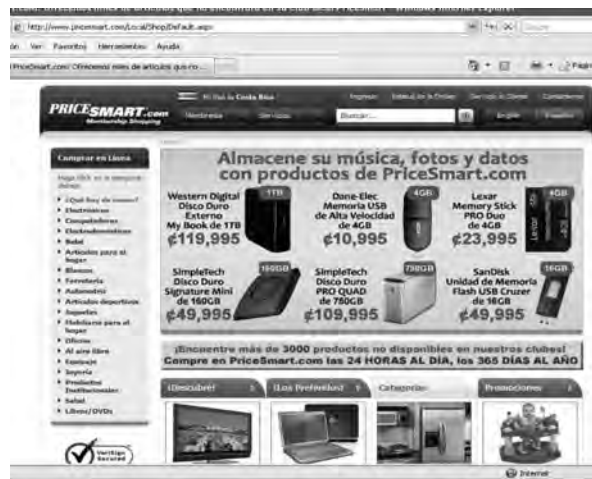 http://www.pricesmart.com/Local/Shop/Default.aspx
Ver Favoritos Herramientas Ayuda
Costa Rica
PRICESMART.com
Membership Shopping
Membresía Servicios Buscar... English Español
Comprar en Línea
¿Qué hay de nuevo?
Electrónicos
Computadoras
Electrodomésticos
Bebé
Artículos para el
hogar
Blancos
Ferretería
Automotriz
Artículos deportivos
Juguetes
Mobiliario para el
hogar
Oficina
Al aire libre
Equipaje
Joyería
Productos
Institucionales
Salud
Libros/DVDs
VeriSign
Secured
Almacene su música, fotos y datos
con productos de PriceSmart.com
Western Digital
Disco Duro
Externo
My Book de 1TB
¢119,995
1TB
Dane-Elec
Memoria USB
de Alta Velocidad
de 4GB
¢10,995
4GB
Lexar
Memory Stick
PRO Duo
de 4GB
¢23,995
4GB
SimpleTech
Disco Duro
Signature Mini
de 160GB
¢49,995
160GB
SimpleTech
Disco Duro
PRO QUAD
de 750GB
¢109,995
750GB
SanDisk
Unidad de Memoria
Flash USB Cruzer
de 16GB
¢49,995
16GB
¡Encuentre más de 3000 productos no disponibles en nuestros clubes!
Compre en PriceSmart.com las 24 HORAS AL DÍA, los 365 DÍAS AL AÑO
¡Descubre! ¡Los Preferidos! Categorías Promociones
Internet